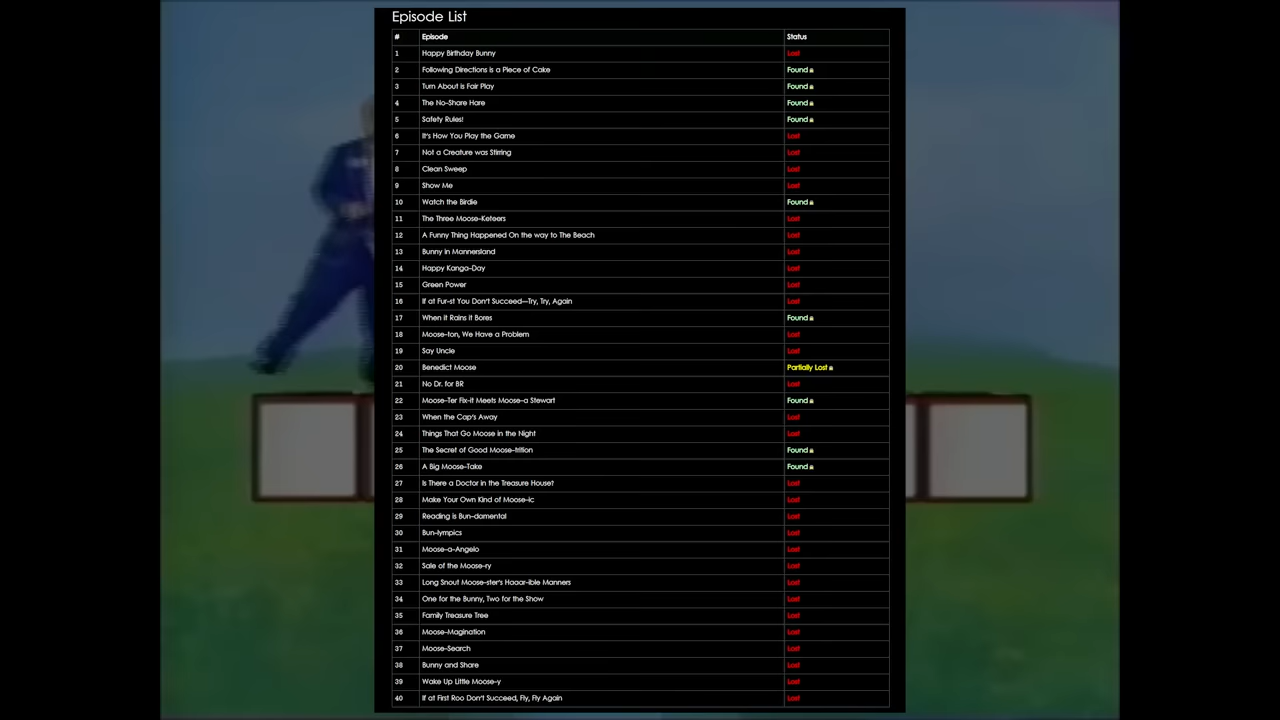 Episode List
# Episode Status
1 Happy Birthday Bunny Lost
2 Following Directions is a Piece of Cake Found
3 Turn About is Fair Play Found
4 The No-Share Hare Found
5 Safety Rules! Found
6 It's How You Play the Game Lost
7 Not a Creature was Stirring Lost
8 Clean Sweep Lost
9 Show Me Lost
10 Watch the Birdie Found
11 The Three Moose-Keteers Lost
12 A Funny Thing Happened On the way to The Beach Lost
13 Bunny in Mannersland Lost
14 Happy Kanga-Day Lost
15 Green Power Lost
16 If at Fur-st You Don't Succeed—Try, Try, Again Lost
17 When it Rains it Bores Found
18 Moose-ton, We Have a Problem Lost
19 Say Uncle Lost
20 Benedict Moose Partially Lost
21 No Dr. for BR Lost
22 Moose-Ter Fix-it Meets Moose-a Stewart Found
23 When the Cap's Away Lost
24 Things That Go Moose in the Night Lost
25 The Secret of Good Moose-trition Found
26 A Big Moose-Take Found
27 Is There a Doctor in the Treasure House? Lost
28 Make Your Own Kind of Moose-ic Lost
29 Reading is Bun-damental Lost
30 Bun-lympics Lost
31 Moose-a-Angelo Lost
32 Sale of the Moose-ry Lost
33 Long Snout Moose-ster's Haaar-ible Manners Lost
34 One for the Bunny, Two for the Show Lost
35 Family Treasure Tree Lost
36 Moose-Magination Lost
37 Moose-Search Lost
38 Bunny and Share Lost
39 Wake Up Little Moose-y Lost
40 If at First Roo Don't Succeed, Fly, Fly Again Lost